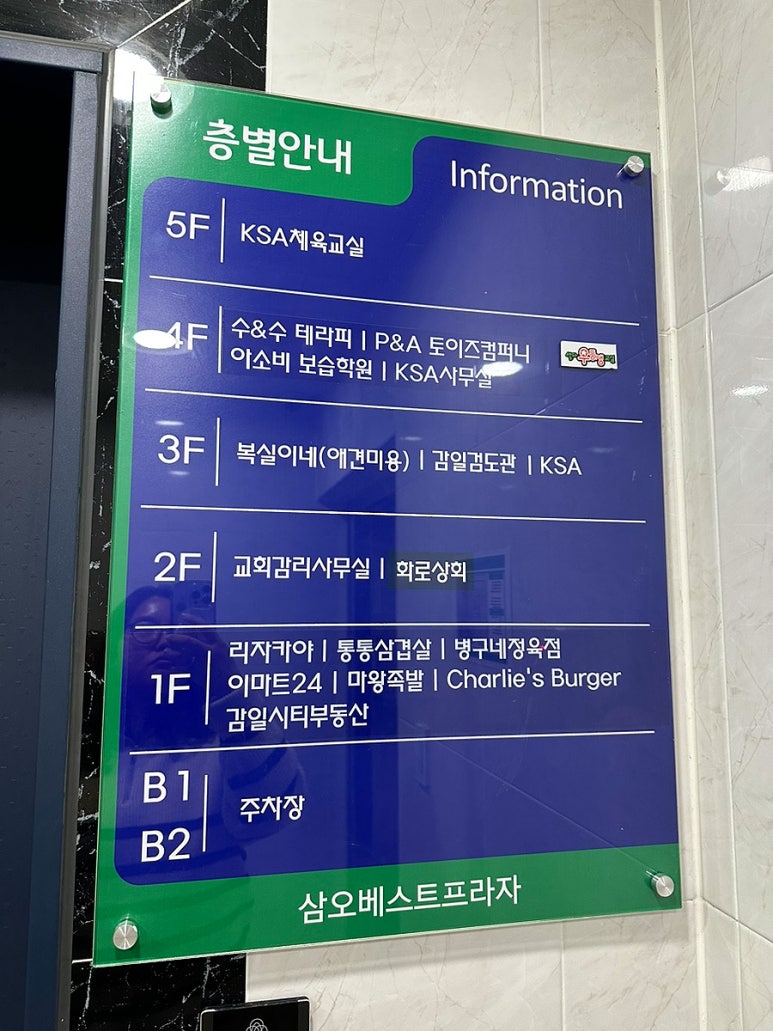 층별안내
Information
5F KSA체육교실
4F 수&수 테라피 | P&A 토이즈컴퍼니
아소비 보습학원 | KSA사무실
3F 복실이네(애견미용) | 감일검도관 | KSA
2F 교회감리사무실 | 화로상회
1F 리자카야 | 통통삼겹살 | 병구네정육점
이마트24 | 마왕족발 | Charlie's Burger
감일시티부동산
B1
B2 주차장
삼오베스트프라자